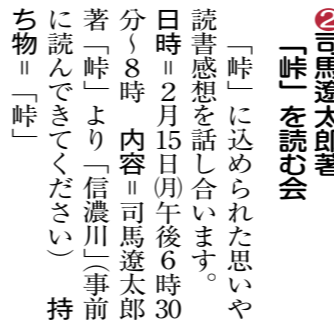 ❷司馬遼太郎著
「峠」を読む会
「峠」に込められた思いや
読書感想を話し合います。
日時＝２月15日㈪午後６時30
分～８時　内容＝司馬遼太郎
著「峠」より「信濃川」（事前
に読んできてください）　持
ち物＝「峠」